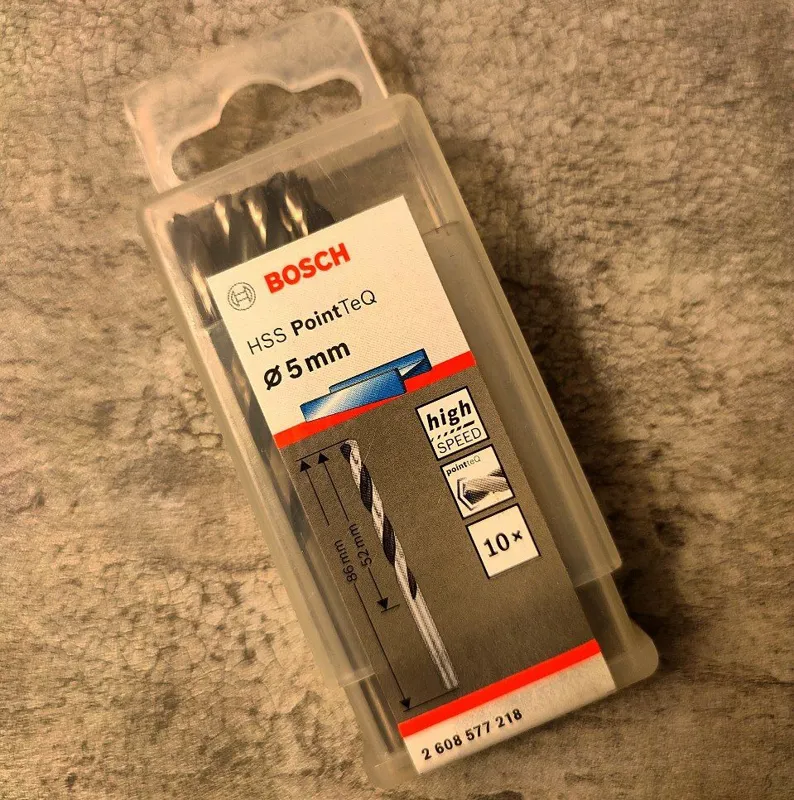 BOSCH
HSS PointTeQ
Ø 5 mm
high
SPEED
pointTeQ
10×
52 mm
86 mm
2 608 577 218